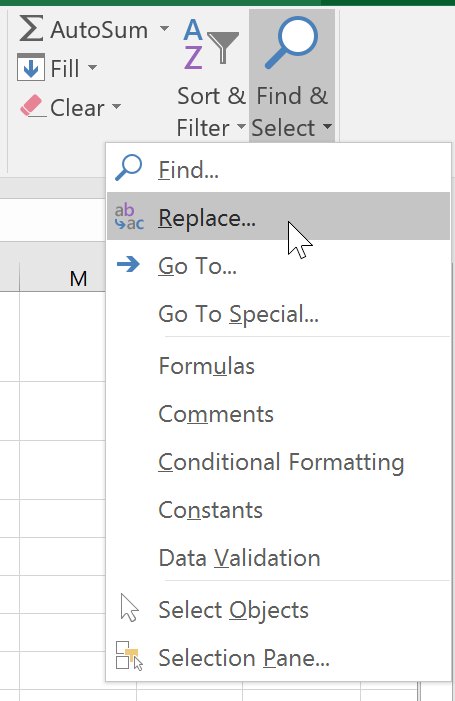 AutoSum
Fill
Clear
A
Z
Sort &
Filter
Find &
Select
Find...
ab
ac
Replace...
Go To...
Go To Special...
Formulas
Comments
Conditional Formatting
Constants
Data Validation
Select Objects
Selection Pane...
M